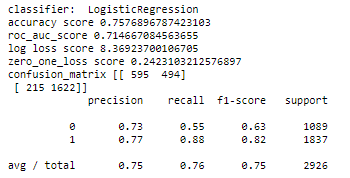 classifier:  LogisticRegression
accuracy score 0.7576896787423103
roc_auc_score 0.714667084563655
log loss score 8.36923700106705
zero_one_loss score 0.2423103212576897
confusion_matrix [[ 595  494]
 [ 215 1622]]
             precision    recall  f1-score   support
          0       0.73      0.55      0.63      1089
          1       0.77      0.88      0.82      1837
avg / total       0.75      0.76      0.75      2926